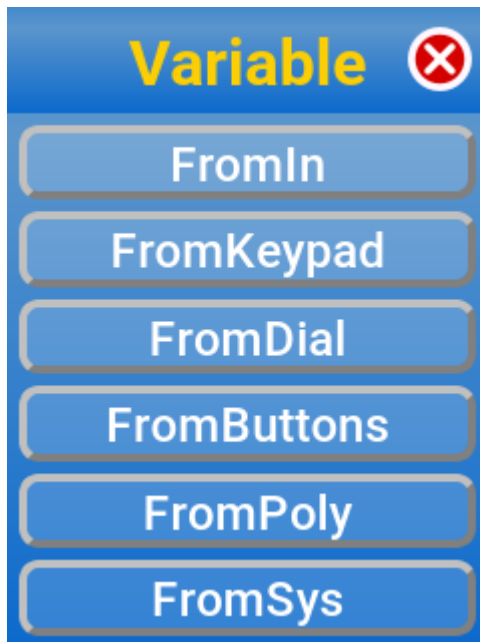 Variable
FromIn
FromKeypad
FromDial
FromButtons
FromPoly
FromSys